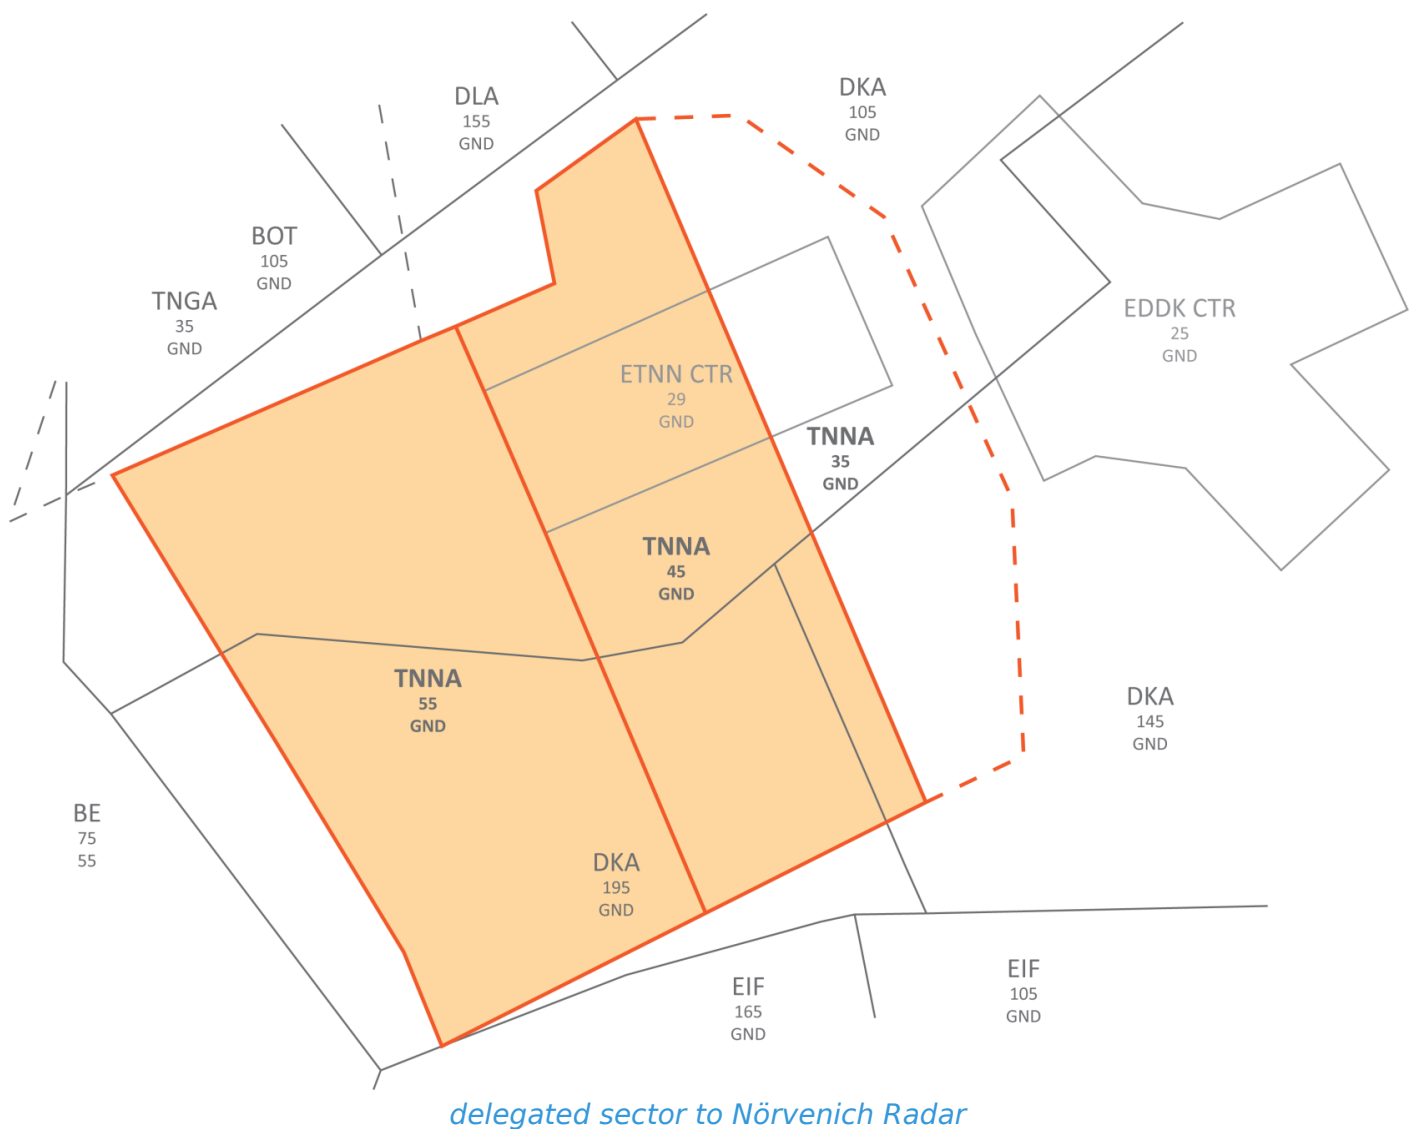 DLA
155
GND
DKA
105
GND
BOT
105
GND
TNGA
35
GND
EDDK CTR
25
GND
ETNN CTR
29
GND
TNNA
35
GND
TNNA
45
GND
TNNA
55
GND
DKA
145
GND
BE
75
55
DKA
195
GND
EIF
165
GND
EIF
105
GND
delegated sector to Nörvenich Radar